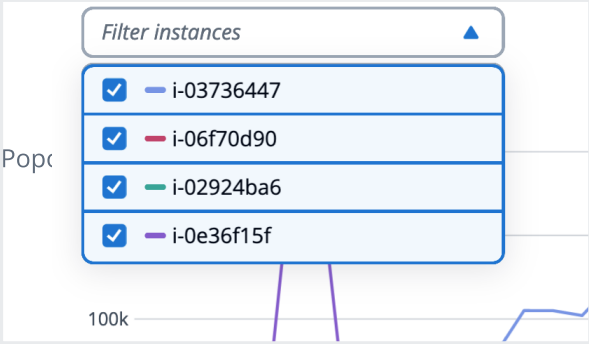 Filter instances
i-03736447
i-06f70d90
i-02924ba6
i-0e36f15f
100k